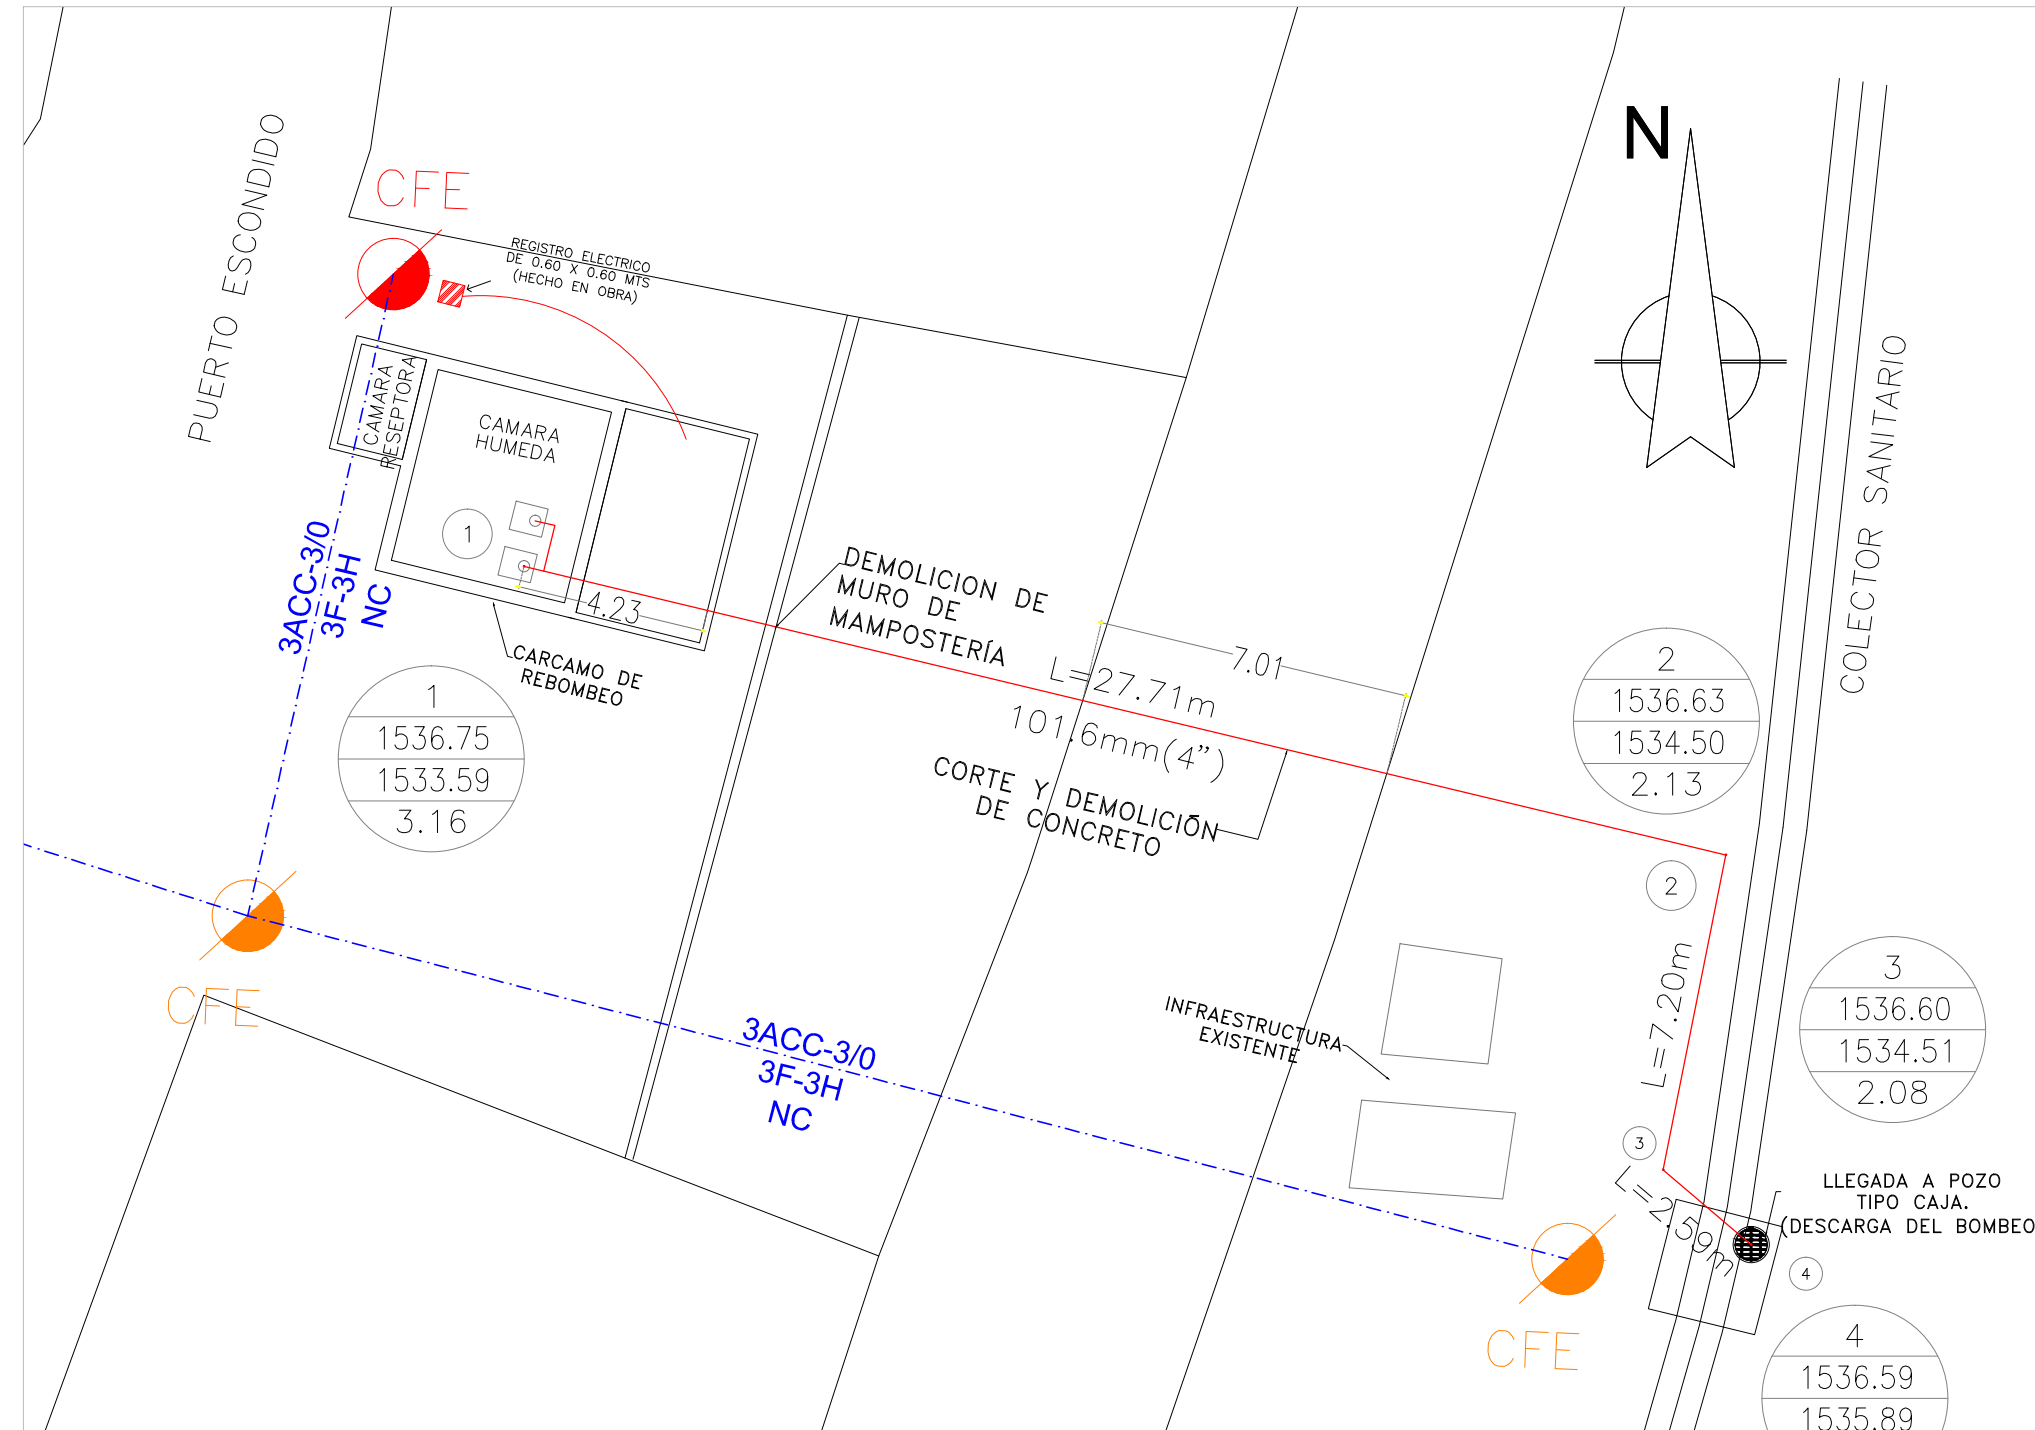 PUERTO ESCONDIDO
CFE
REGISTRO ELECTRICO
DE 0.60 X 0.60 MTS
(HECHO EN OBRA)
N
COLECTOR SANITARIO
CAMARA
RESEPTORA
CAMARA
HUMEDA
1
4.23
3ACC-3/0
3F-3H
NC
CARCAMO DE
REBOMBEO
DEMOLICION DE
MURO DE
MAMPOSTERÍA
7.01
L=27.71m
101.6mm(4")
CORTE Y DEMOLICIÓN
DE CONCRETO
1
1536.75
1533.59
3.16
2
1536.63
1534.50
2.13
2
L=7.20m
3
1536.60
1534.51
2.08
CFE
3ACC-3/0
3F-3H
NC
INFRAESTRUCTURA
EXISTENTE
3
L=2.59m
LLEGADA A POZO
TIPO CAJA.
(DESCARGA DEL BOMBEO
4
CFE
4
1536.59
1535.89